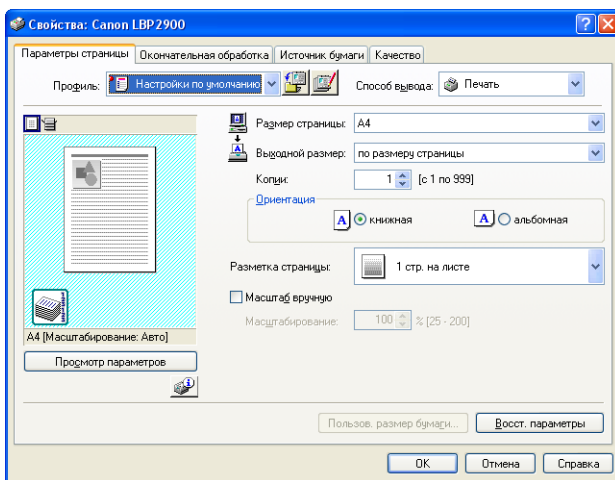 Свойства: Canon LBP2900
Параметры страницы Окончательная обработка Источник бумаги Качество
Профиль: Настройки по умолчанию Способ вывода: Печать
Размер страницы: A4
Выходной размер: по размеру страницы
Копии: 1 [с 1 по 999]
Ориентация
A книжная A альбомная
Разметка страницы: 1 стр. на листе
Масштаб вручную
Масштабирование: 100 % [25 - 200]
A4 [Масштабирование: Авто]
Просмотр параметров
Пользов. размер бумаги... Восст. параметры
OK Отмена Справка